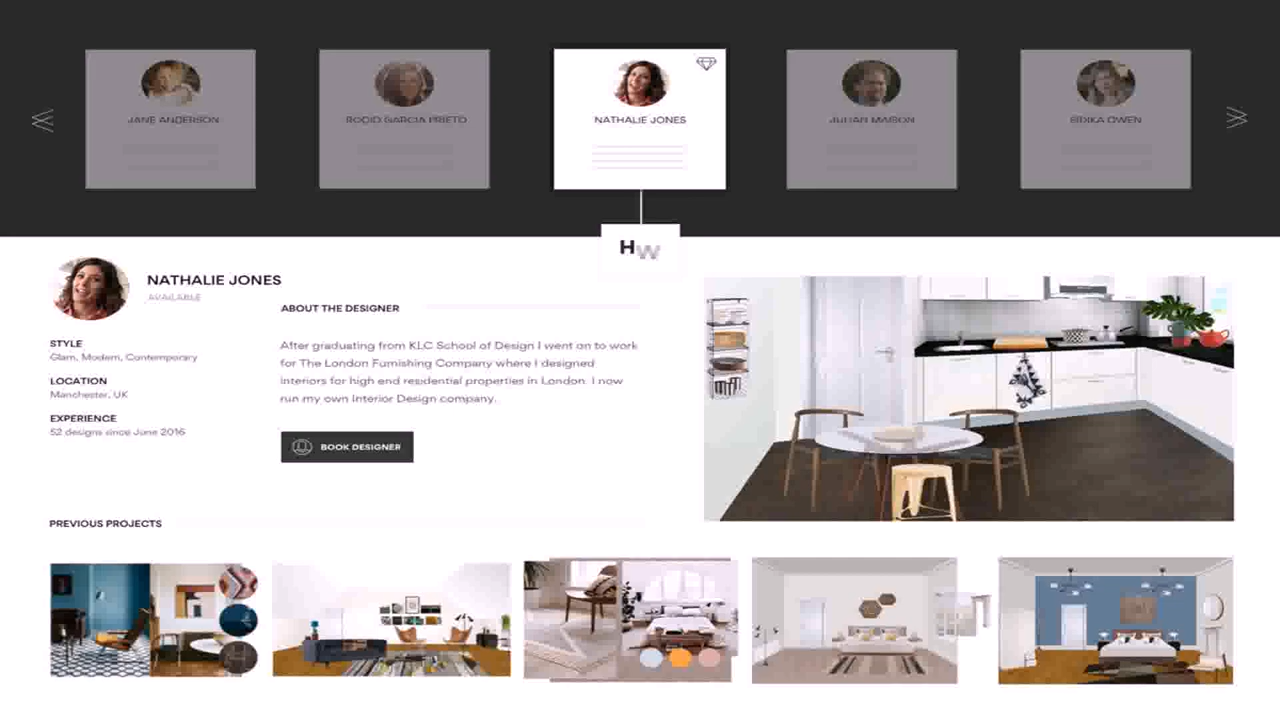 JANE ANDERSON
ROCIO GARCIA PRIETO
NATHALIE JONES
JULIAN MAISON
ERIKA OWEN
HW
NATHALIE JONES
AVAILABLE
STYLE
Glam, Modern, Contemporary
LOCATION
Manchester, UK
EXPERIENCE
52 designs since June 2016
ABOUT THE DESIGNER
After graduating from KLC School of Design I went on to work
for The London Furnishing Company where I designed
interiors for high end residential properties in London. I now
run my own Interior Design company.
BOOK DESIGNER
PREVIOUS PROJECTS